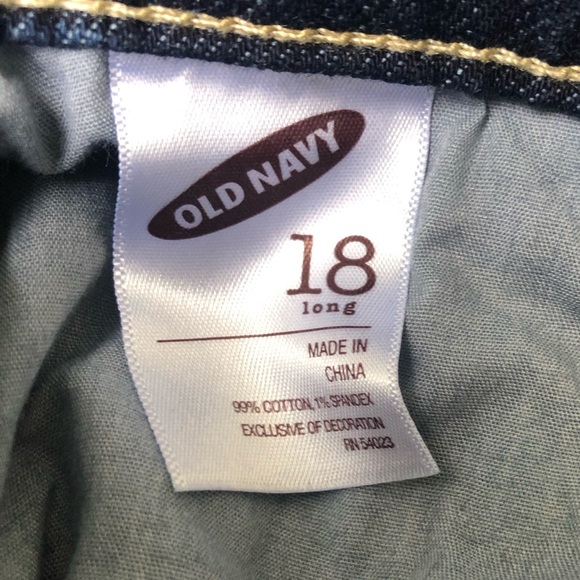 OLD NAVY
18
long
MADE IN
CHINA
99% COTTON, 1% SPANDEX
EXCLUSIVE OF DECORATION
RN 54023